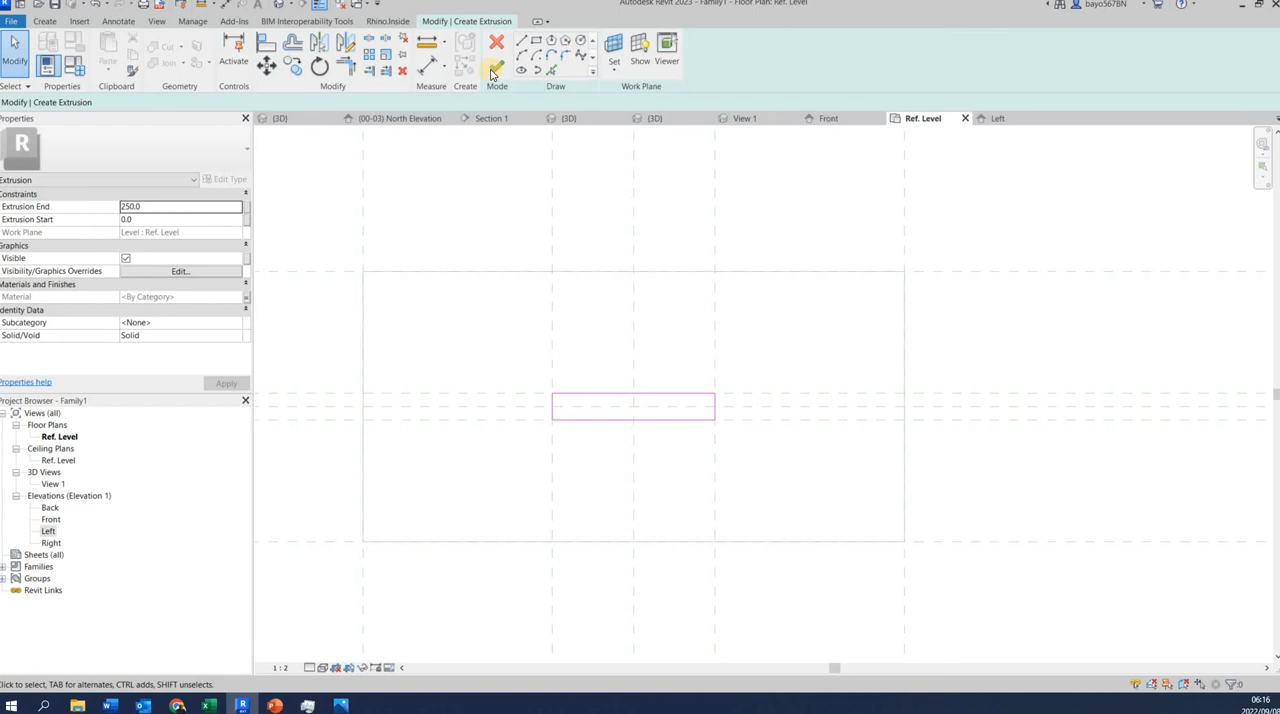 Autodesk Revit 2023 - Family1 - Floor Plan: Ref. Level
bayo567BN
File Create Insert Annotate View Manage Add-Ins BIM Interoperability Tools Rhino.Inside Modify | Create Extrusion
Modify Paste Cut Join Activate Set Show Viewer
Select Properties Clipboard Geometry Controls Modify Measure Create Mode Draw Work Plane
Modify | Create Extrusion
Properties
{3D} (00-03) North Elevation Section 1 {3D} {3D} View 1 Front Ref. Level Left
R
Extrusion Edit Type
Constraints
Extrusion End 250.0
Extrusion Start 0.0
Work Plane Level : Ref. Level
Graphics
Visible
Visibility/Graphics Overrides Edit...
Materials and Finishes
Material <By Category>
Identity Data
Subcategory <None>
Solid/Void Solid
Properties help Apply
Project Browser - Family1
Views (all)
Floor Plans
Ref. Level
Ceiling Plans
Ref. Level
3D Views
View 1
Elevations (Elevation 1)
Back
Front
Left
Right
Sheets (all)
Families
Groups
Revit Links
1 : 2
Click to select, TAB for alternates, CTRL adds, SHIFT unselects.
:0
06:16
2022/09/08